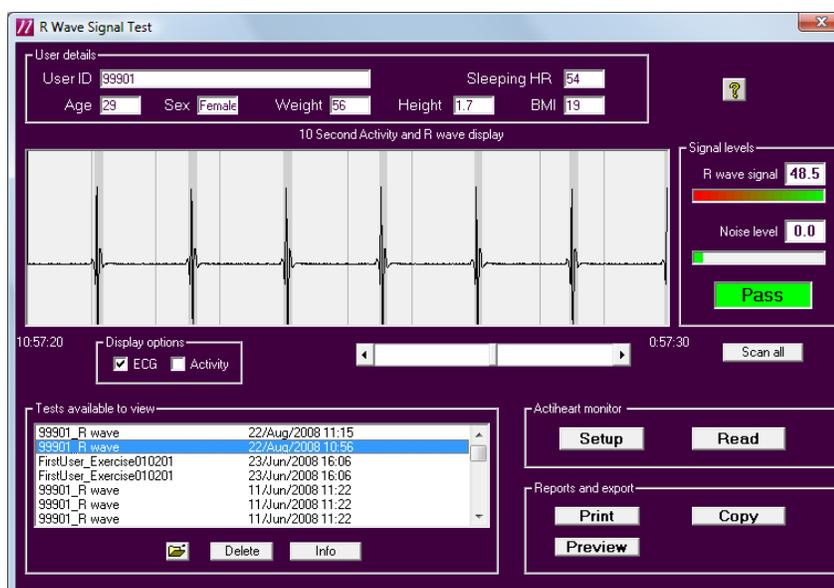 R Wave Signal Test
User details
User ID 99901 Sleeping HR 54
Age 29 Sex Female Weight 56 Height 1.7 BMI 19
?
10 Second Activity and R wave display
Signal levels
R wave signal 48.5
Noise level 0.0
Pass
10:57:20 0:57:30
Display options
ECG Activity
Scan all
Tests available to view
99901_R wave 22/Aug/2008 11:15
99901_R wave 22/Aug/2008 10:56
FirstUser_Exercise010201 23/Jun/2008 16:06
FirstUser_Exercise010201 23/Jun/2008 16:06
99901_R wave 11/Jun/2008 11:22
99901_R wave 11/Jun/2008 11:22
99901_R wave 11/Jun/2008 11:22
Delete Info
Actiheart monitor
Setup Read
Reports and export
Print Copy
Preview